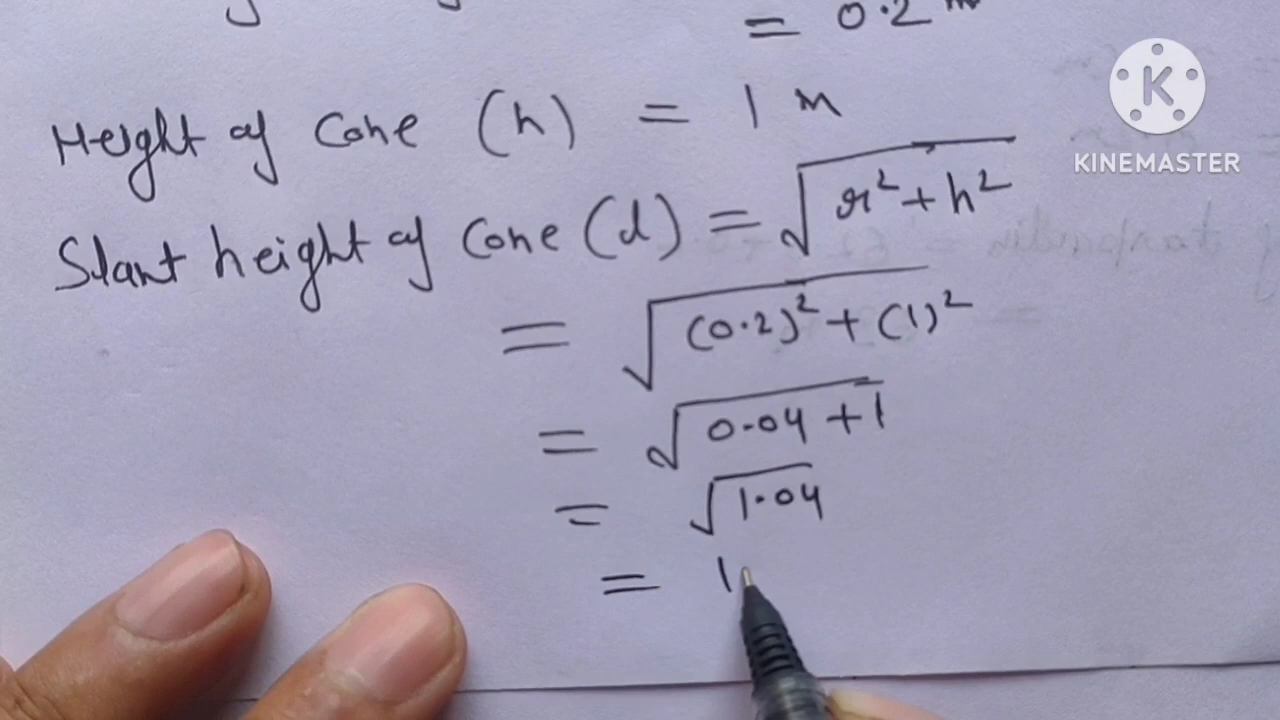 = 0.2 m
Height of Cone (h) = 1 m
Slant height of Cone (l) = √(r² + h²)
= √((0.2)² + (1)²)
= √(0.04 + 1)
= √1.04
= 1
K
KINEMASTER